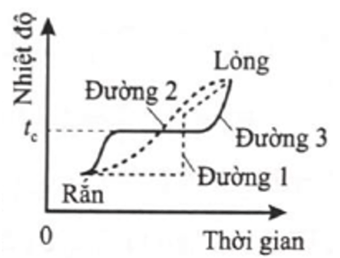 Nhiệt độ
Lỏng
Đường 2
t_c
Đường 3
Đường 1
Rắn
0
Thời gian